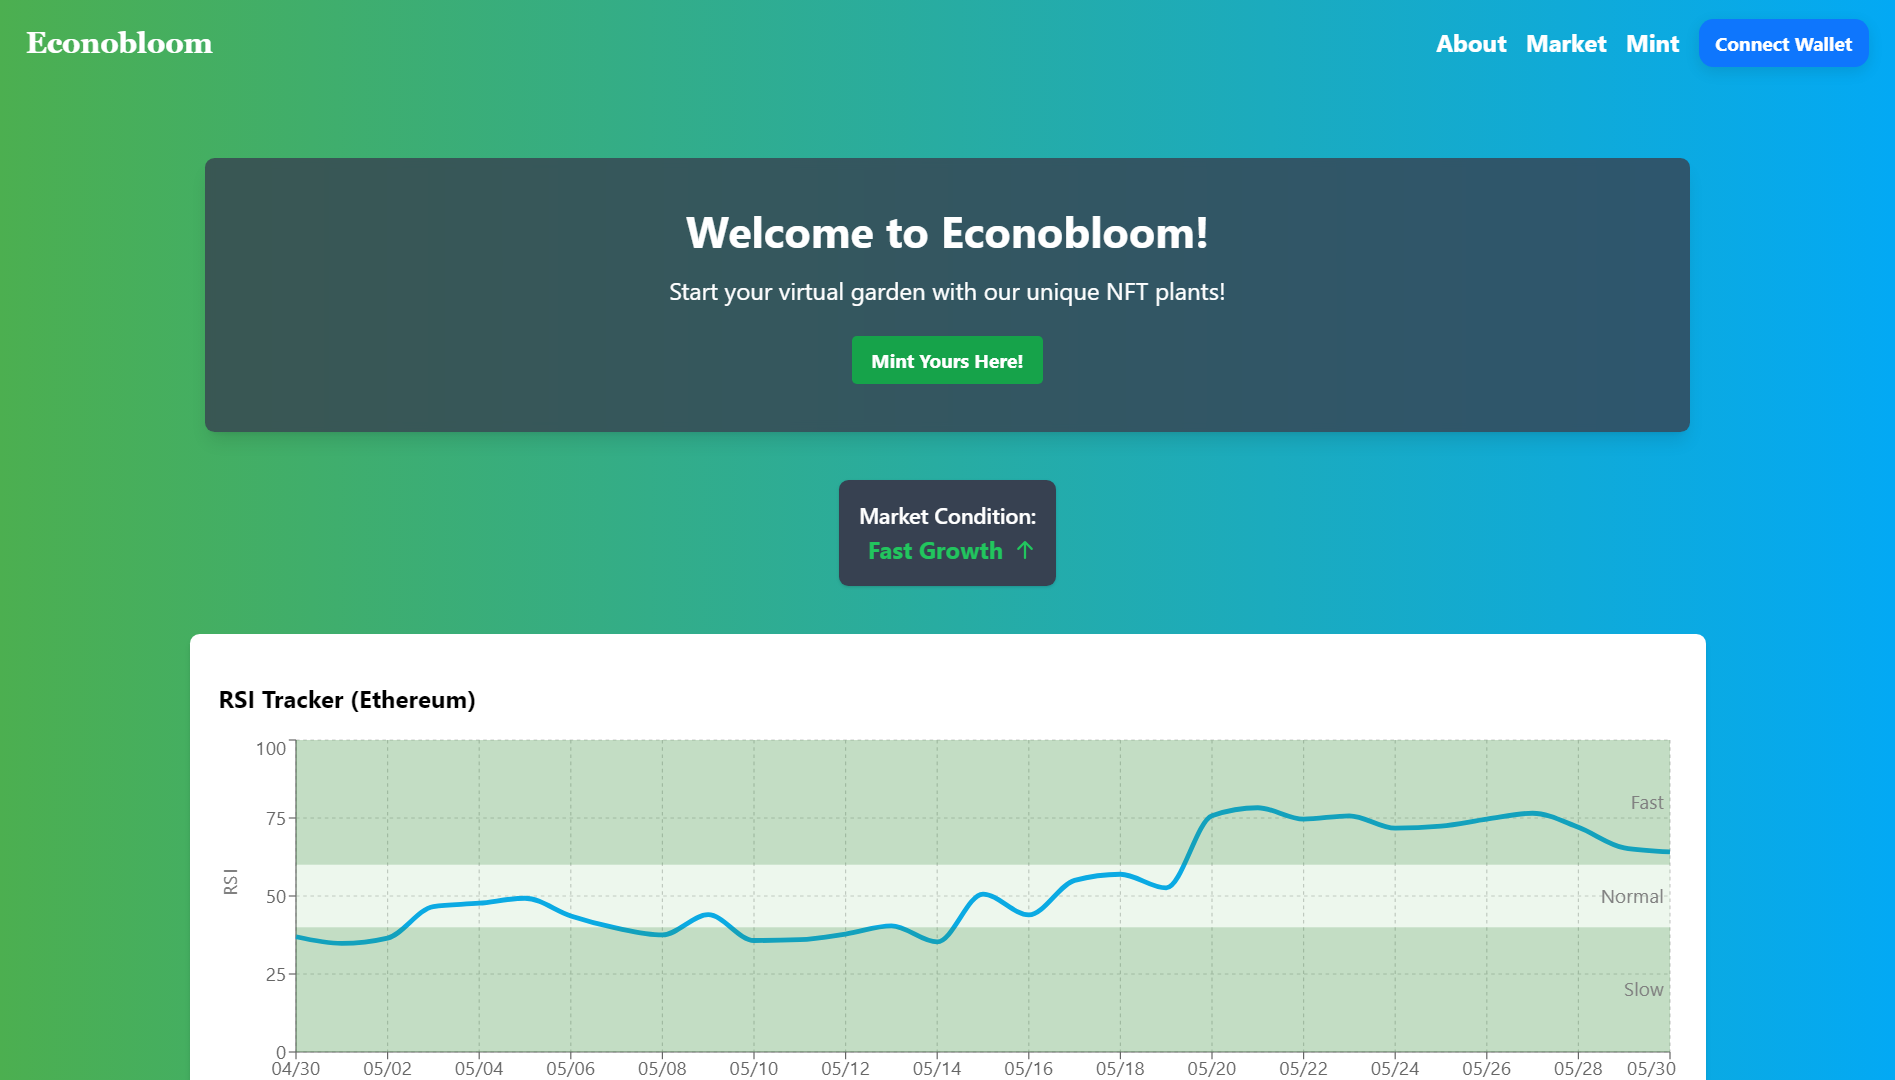 Econobloom
About Market Mint Connect Wallet
Welcome to Econobloom!
Start your virtual garden with our unique NFT plants!
Mint Yours Here!
Market Condition:
Fast Growth ↑
RSI Tracker (Ethereum)
100
75
50
25
0
RSI
Fast
Normal
Slow
04/30 05/02 05/04 05/06 05/08 05/10 05/12 05/14 05/16 05/18 05/20 05/22 05/24 05/26 05/28 05/30